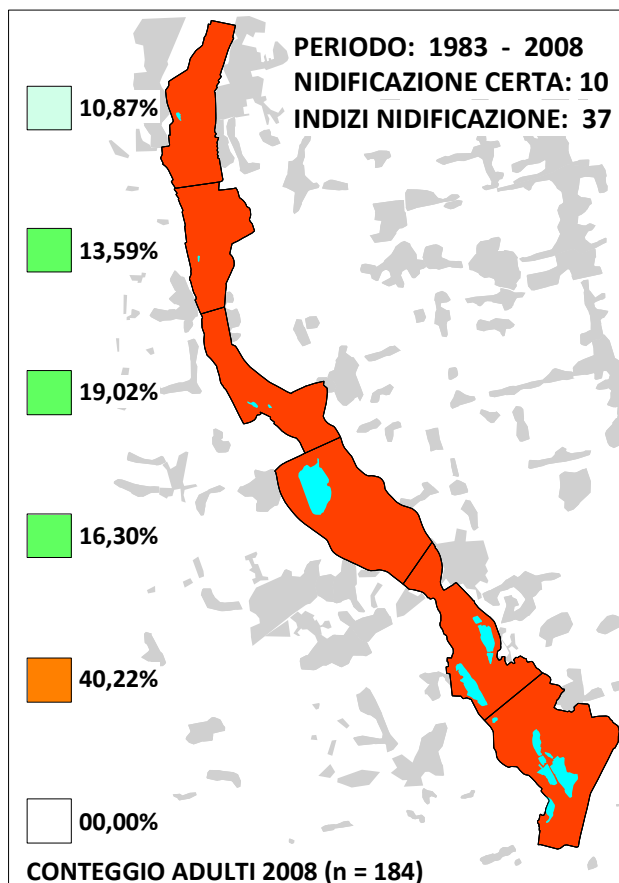 PERIODO: 1983 - 2008
NIDIFICAZIONE CERTA: 10
INDIZI NIDIFICAZIONE: 37
10,87%
13,59%
19,02%
16,30%
40,22%
00,00%
CONTEGGIO ADULTI 2008 (n = 184)